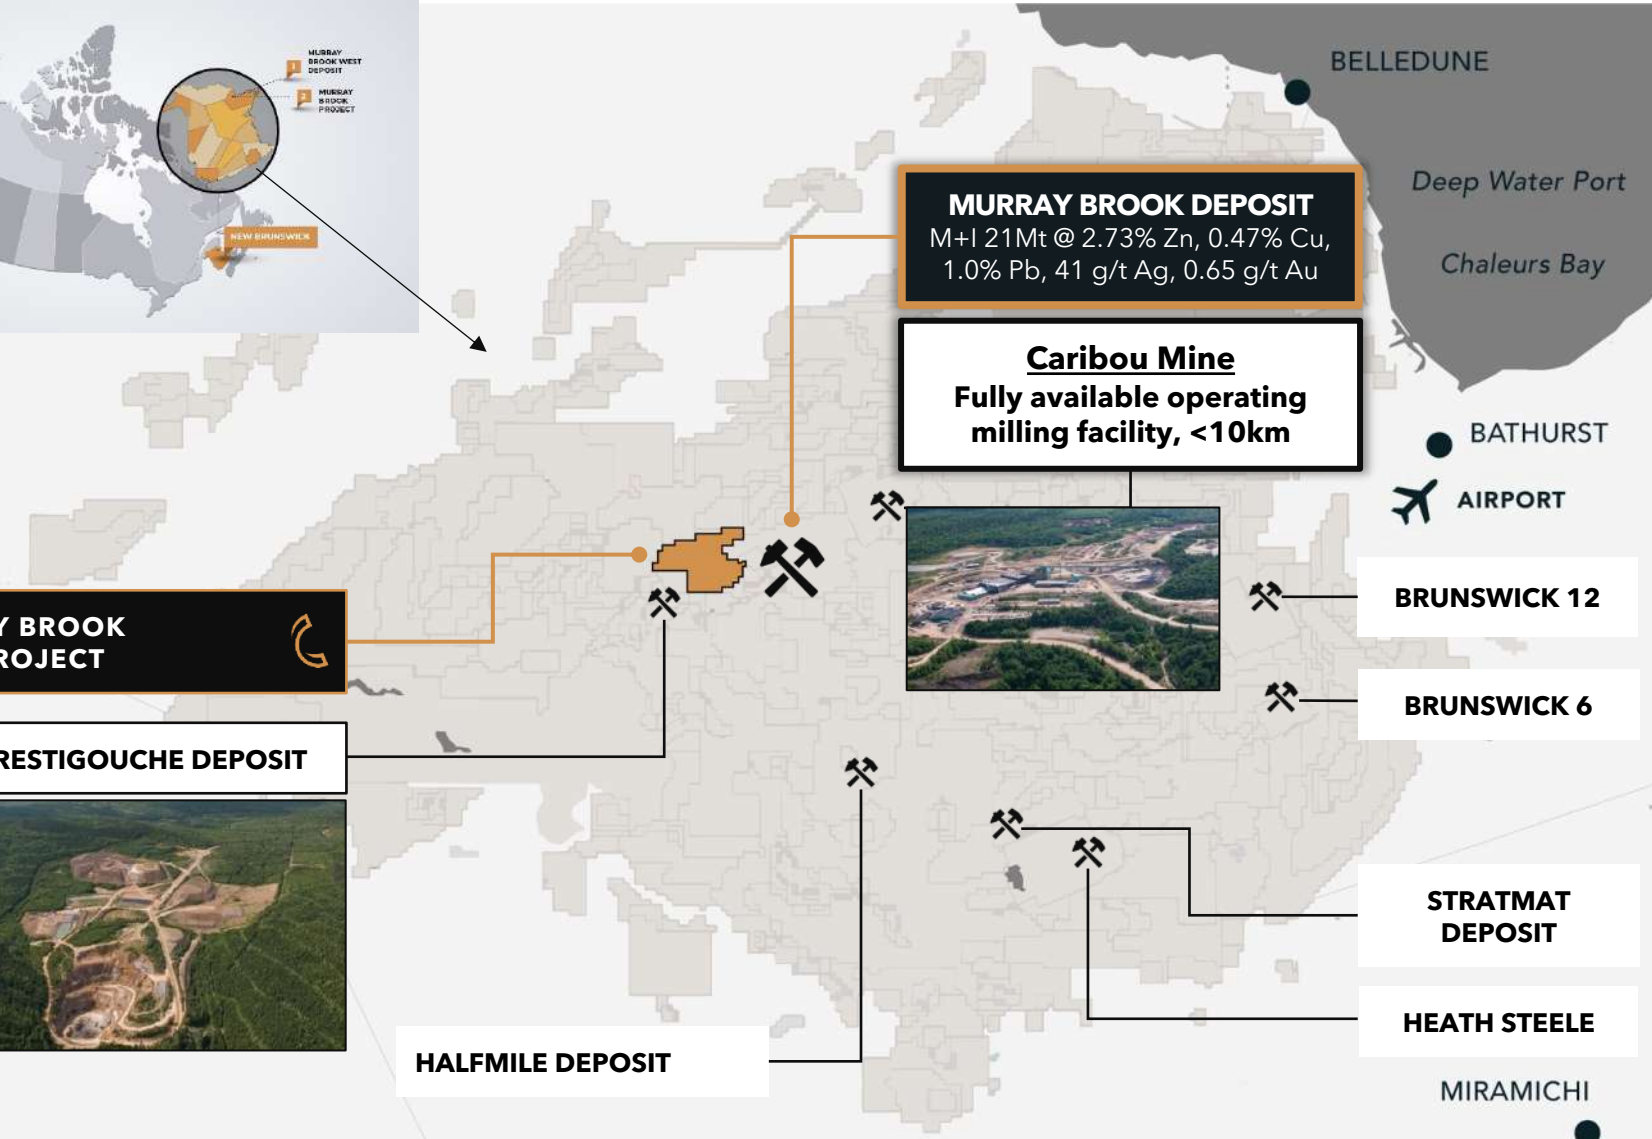 MURRAY
BROOK WEST
DEPOSIT
1
MURRAY
BROOK
PROJECT
2
NEW BRUNSWICK
BELLEDUNE
Deep Water Port
Chaleurs Bay
MURRAY BROOK DEPOSIT
M+I 21Mt @ 2.73% Zn, 0.47% Cu,
1.0% Pb, 41 g/t Ag, 0.65 g/t Au
Caribou Mine
Fully available operating
milling facility, <10km
BATHURST
AIRPORT
BRUNSWICK 12
BRUNSWICK 6
Y BROOK
ROJECT
RESTIGOUCHE DEPOSIT
STRATMAT
DEPOSIT
HEATH STEELE
HALFMILE DEPOSIT
MIRAMICHI